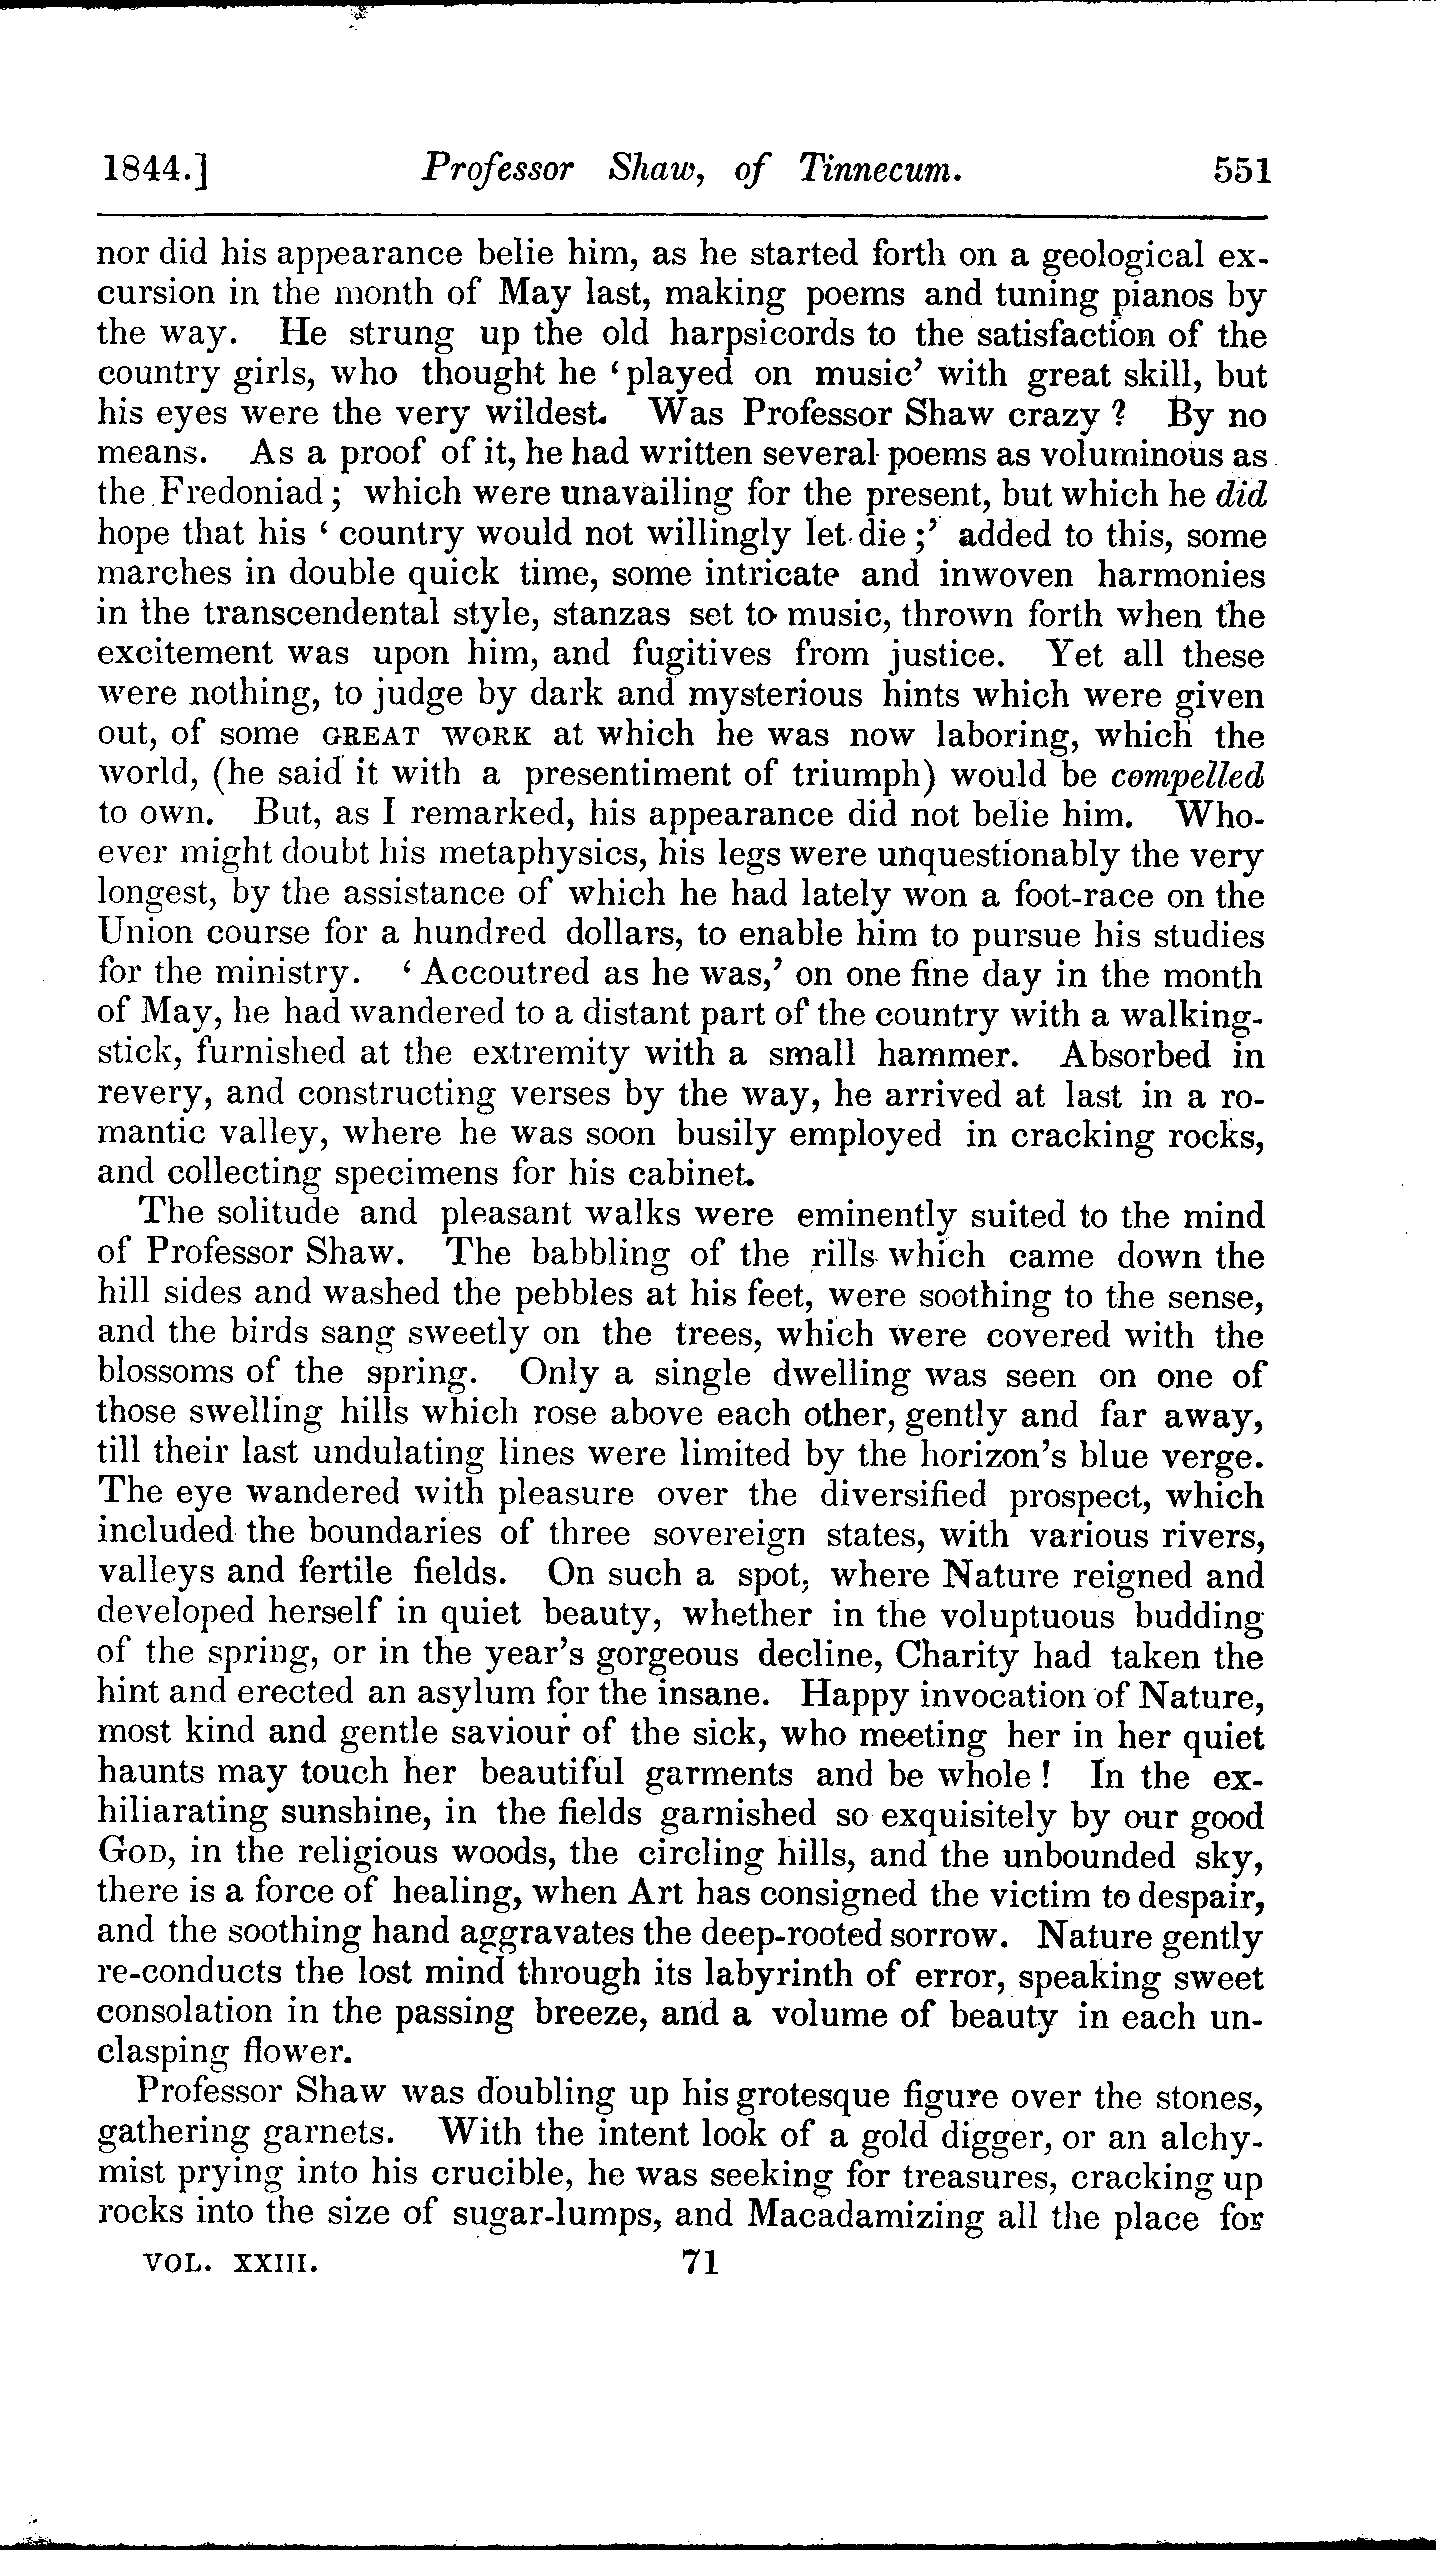 1844.] Professor Shaw, of Tinnecum. 551
nor did his appearance belie him, as he started forth on a geological ex-
cursion in the month of May last, making poems and tuning pianos by
the way. He strung up the old harpsicords to the satisfaction of the
country girls, who thought he ‘played on music’ with great skill, but
his eyes were the very wildest. Was Professor Shaw crazy? By no
means. As a proof of it, he had written several poems as voluminous as
the Fredoniad; which were unavailing for the present, but which he did
hope that his ‘country would not willingly let die;’ added to this, some
marches in double quick time, some intricate and inwoven harmonies
in the transcendental style, stanzas set to music, thrown forth when the
excitement was upon him, and fugitives from justice. Yet all these
were nothing, to judge by dark and mysterious hints which were given
out, of some GREAT WORK at which he was now laboring, which the
world, (he said it with a presentiment of triumph) would be compelled
to own. But, as I remarked, his appearance did not belie him. Who-
ever might doubt his metaphysics, his legs were unquestionably the very
longest, by the assistance of which he had lately won a foot-race on the
Union course for a hundred dollars, to enable him to pursue his studies
for the ministry. ‘Accoutred as he was,’ on one fine day in the month
of May, he had wandered to a distant part of the country with a walking-
stick, furnished at the extremity with a small hammer. Absorbed in
revery, and constructing verses by the way, he arrived at last in a ro-
mantic valley, where he was soon busily employed in cracking rocks,
and collecting specimens for his cabinet.
The solitude and pleasant walks were eminently suited to the mind
of Professor Shaw. The babbling of the rills which came down the
hill sides and washed the pebbles at his feet, were soothing to the sense,
and the birds sang sweetly on the trees, which were covered with the
blossoms of the spring. Only a single dwelling was seen on one of
those swelling hills which rose above each other, gently and far away,
till their last undulating lines were limited by the horizon’s blue verge.
The eye wandered with pleasure over the diversified prospect, which
included the boundaries of three sovereign states, with various rivers,
valleys and fertile fields. On such a spot, where Nature reigned and
developed herself in quiet beauty, whether in the voluptuous budding
of the spring, or in the year’s gorgeous decline, Charity had taken the
hint and erected an asylum for the insane. Happy invocation of Nature,
most kind and gentle saviour of the sick, who meeting her in her quiet
haunts may touch her beautiful garments and be whole! In the ex-
hiliarating sunshine, in the fields garnished so exquisitely by our good
GOD, in the religious woods, the circling hills, and the unbounded sky,
there is a force of healing, when Art has consigned the victim to despair,
and the soothing hand aggravates the deep-rooted sorrow. Nature gently
re-conducts the lost mind through its labyrinth of error, speaking sweet
consolation in the passing breeze, and a volume of beauty in each un-
clasping flower.
Professor Shaw was doubling up his grotesque figure over the stones,
gathering garnets. With the intent look of a gold digger, or an alchy-
mist prying into his crucible, he was seeking for treasures, cracking up
rocks into the size of sugar-lumps, and Macadamizing all the place for
VOL. XXIII. 71